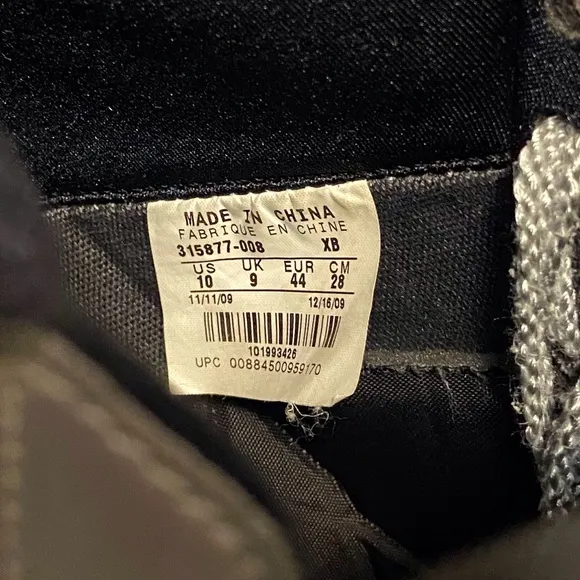 MADE IN CHINA
FABRIQUE EN CHINE
315877-008 XB
US UK EUR CM
10 9 44 28
11/11/09 12/16/09
101993426
UPC 00884500959170